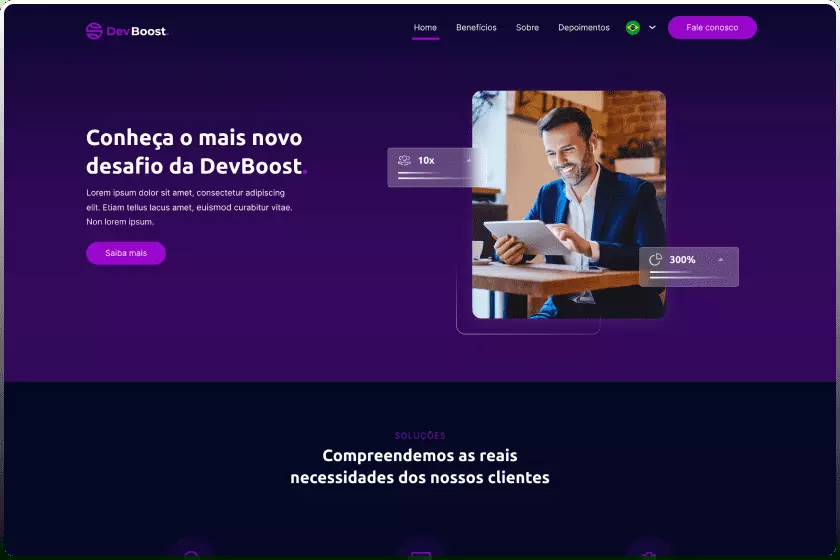 DevBoost.
Home
Benefícios
Sobre
Depoimentos
Fale conosco
Conheça o mais novo
desafio da DevBoost.
Lorem ipsum dolor sit amet, consectetur adipiscing
elit. Etiam tellus lacus amet, euismod curabitur vitae.
Non lorem ipsum.
Saiba mais
10x
300%
SOLUÇÕES
Compreendemos as reais
necessidades dos nossos clientes